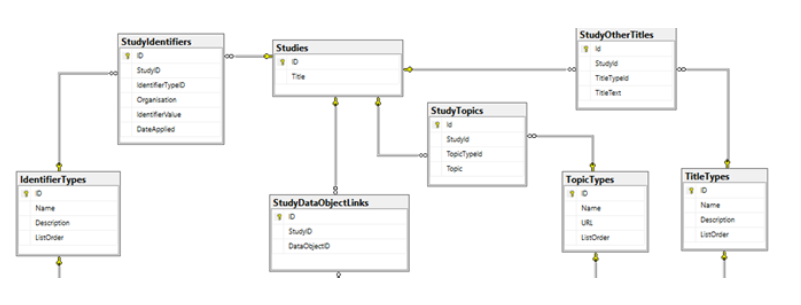 StudyIdentifiers
ID
StudyID
IdentifierTypeID
Organisation
IdentifierValue
DateApplied
Studies
ID
Title
StudyOtherTitles
Id
StudyId
TitleTypeId
TitleText
StudyTopics
Id
StudyId
TopicTypeId
Topic
IdentifierTypes
ID
Name
Description
ListOrder
StudyDataObjectLinks
ID
StudyID
DataObjectID
TopicTypes
ID
Name
URL
ListOrder
TitleTypes
ID
Name
Description
ListOrder